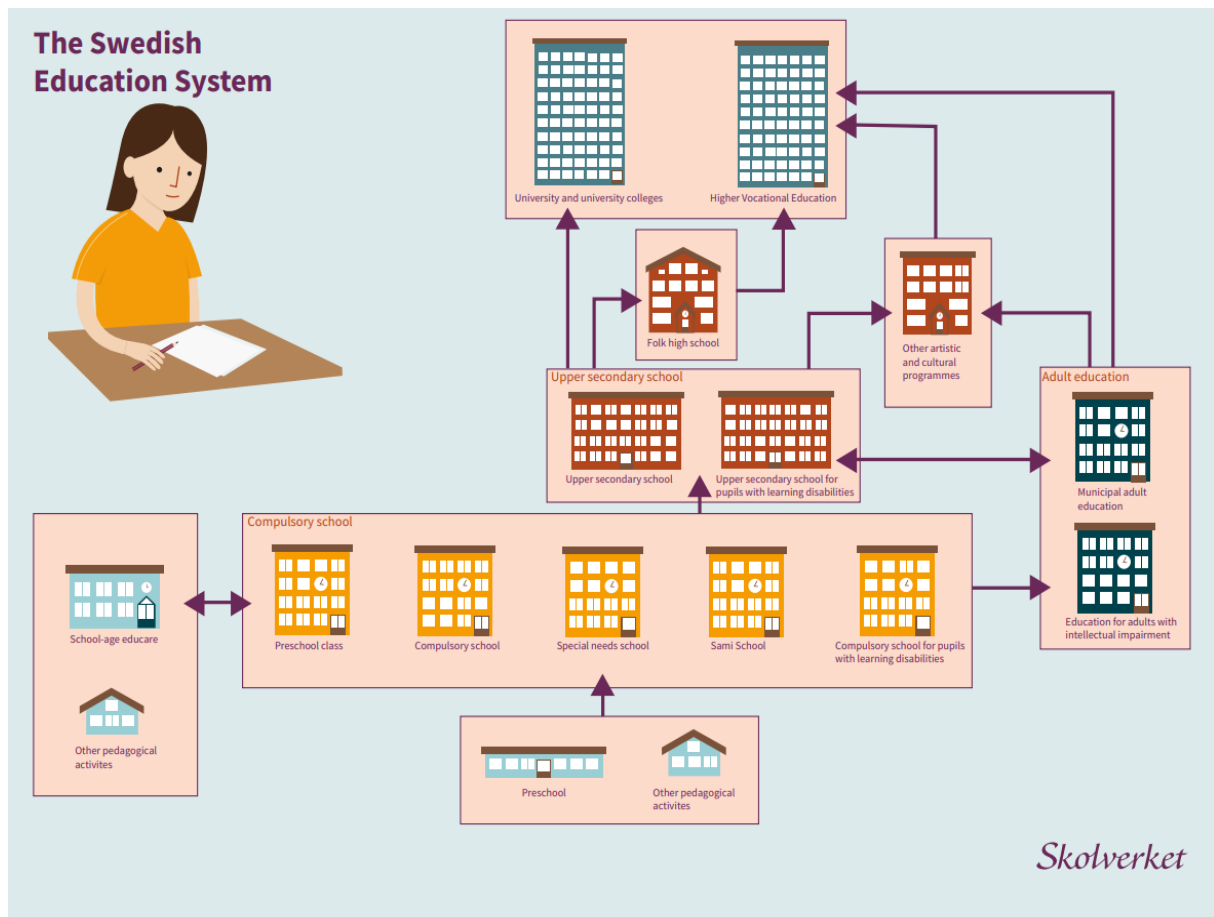 The Swedish
Education System
University and university colleges
Higher Vocational Education
Folk high school
Other artistic
and cultural
programmes
Upper secondary school
Upper secondary school
Upper secondary school for
pupils with learning disabilities
Adult education
Municipal adult
education
Education for adults with
intellectual impairment
Compulsory school
Preschool class
Compulsory school
Special needs school
Sami School
Compulsory school for pupils
with learning disabilities
School-age educare
Other pedagogical
activites
Preschool
Other pedagogical
activites
Skolverket